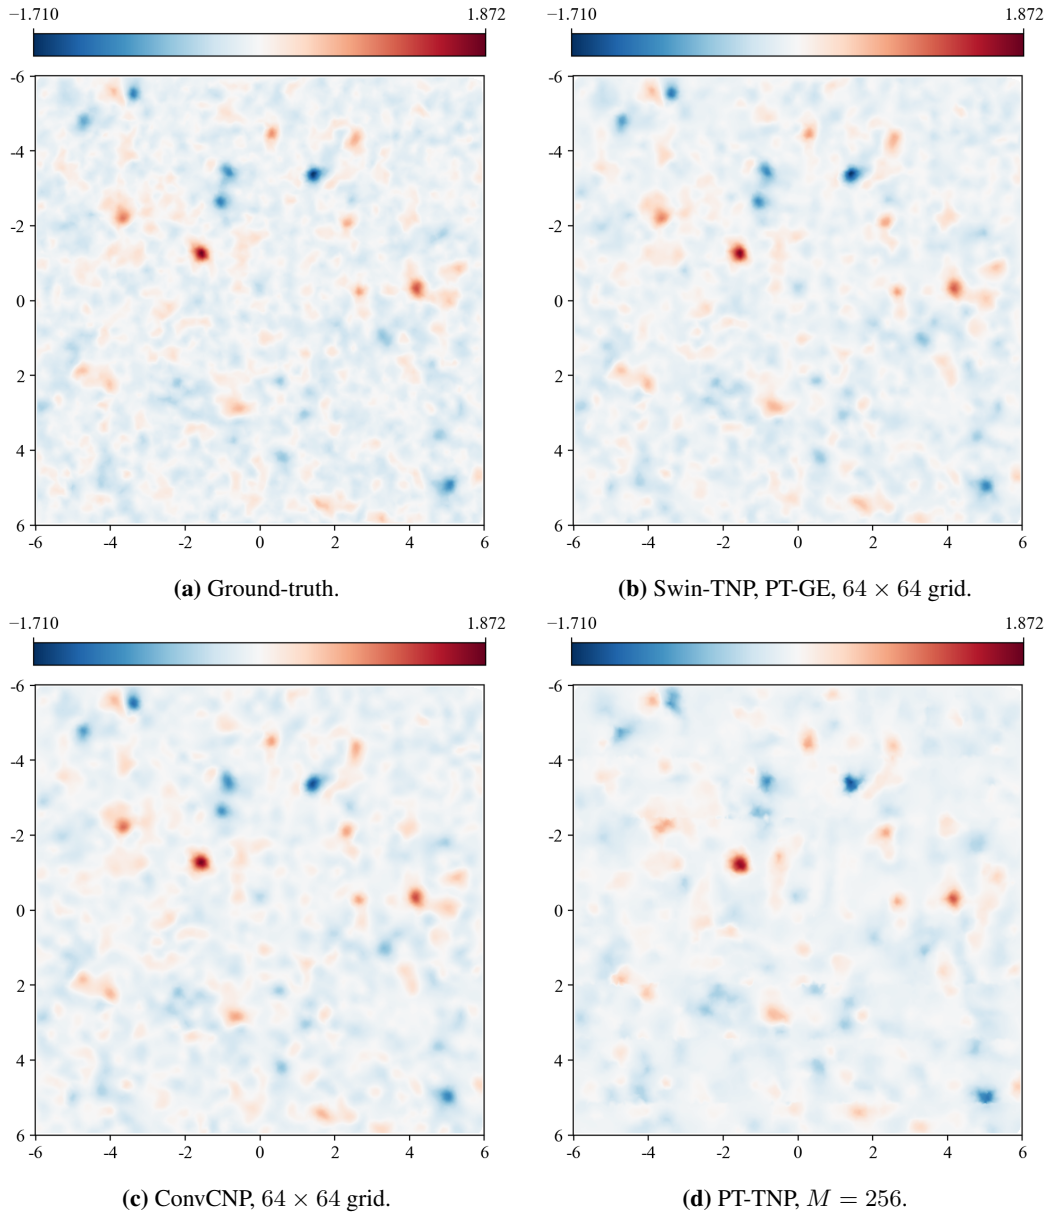 −1.710 1.872 −1.710 1.872
-6 -6
-4 -4
-2 -2
0 0
2 2
4 4
6 6
-6 -4 -2 0 2 4 6 -6 -4 -2 0 2 4 6
(a) Ground-truth. (b) Swin-TNP, PT-GE, 64 × 64 grid.
−1.710 1.872 −1.710 1.872
-6 -6
-4 -4
-2 -2
0 0
2 2
4 4
6 6
-6 -4 -2 0 2 4 6 -6 -4 -2 0 2 4 6
(c) ConvCNP, 64 × 64 grid. (d) PT-TNP, M = 256.